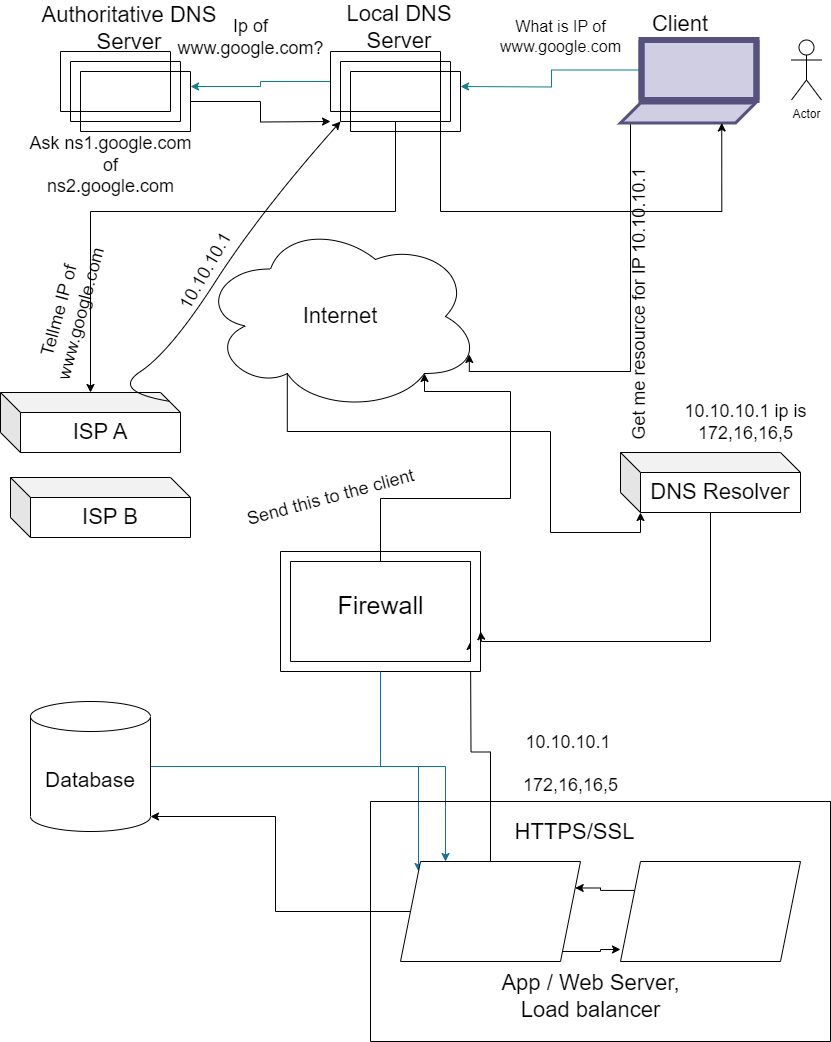 Authoritative DNS
Server
Ip of
www.google.com?
Local DNS
Server
What is IP of
www.google.com
Client
Actor
Ask ns1.google.com
of
ns2.google.com
Tellme IP of
www.google.com
10.10.10.1
Internet
Get me resource for IP 10.10.10.1
ISP A
ISP B
10.10.10.1 ip is
172,16,16,5
DNS Resolver
Send this to the client
Firewall
Database
10.10.10.1
172,16,16,5
HTTPS/SSL
App / Web Server,
Load balancer